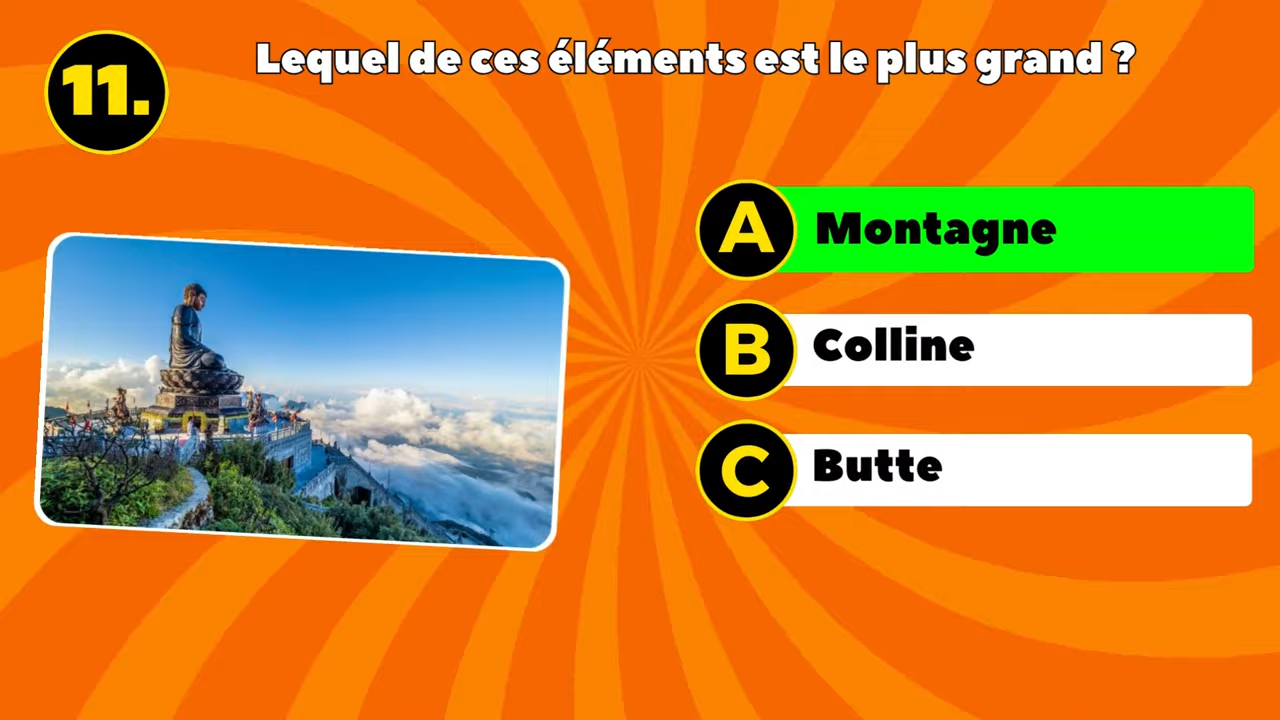 11.
Lequel de ces éléments est le plus grand ?
A Montagne
B Colline
C Butte